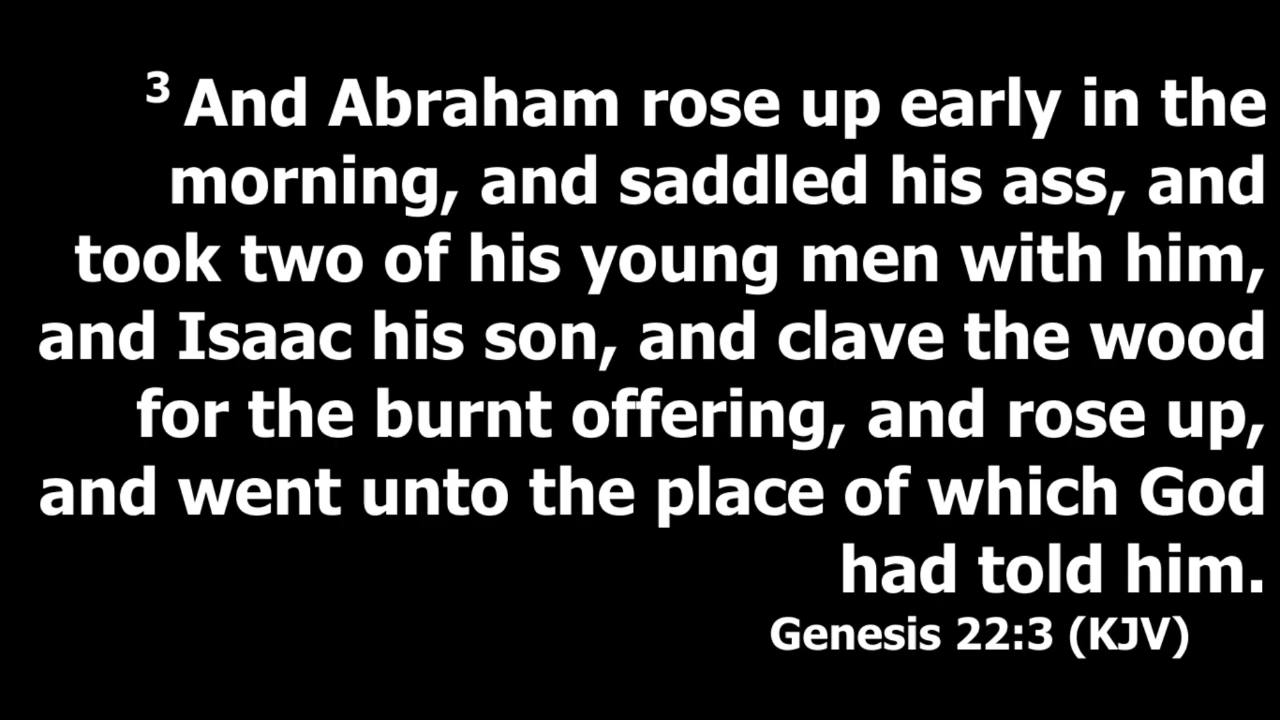 ³ And Abraham rose up early in the
morning, and saddled his ass, and
took two of his young men with him,
and Isaac his son, and clave the wood
for the burnt offering, and rose up,
and went unto the place of which God
had told him.
Genesis 22:3 (KJV)